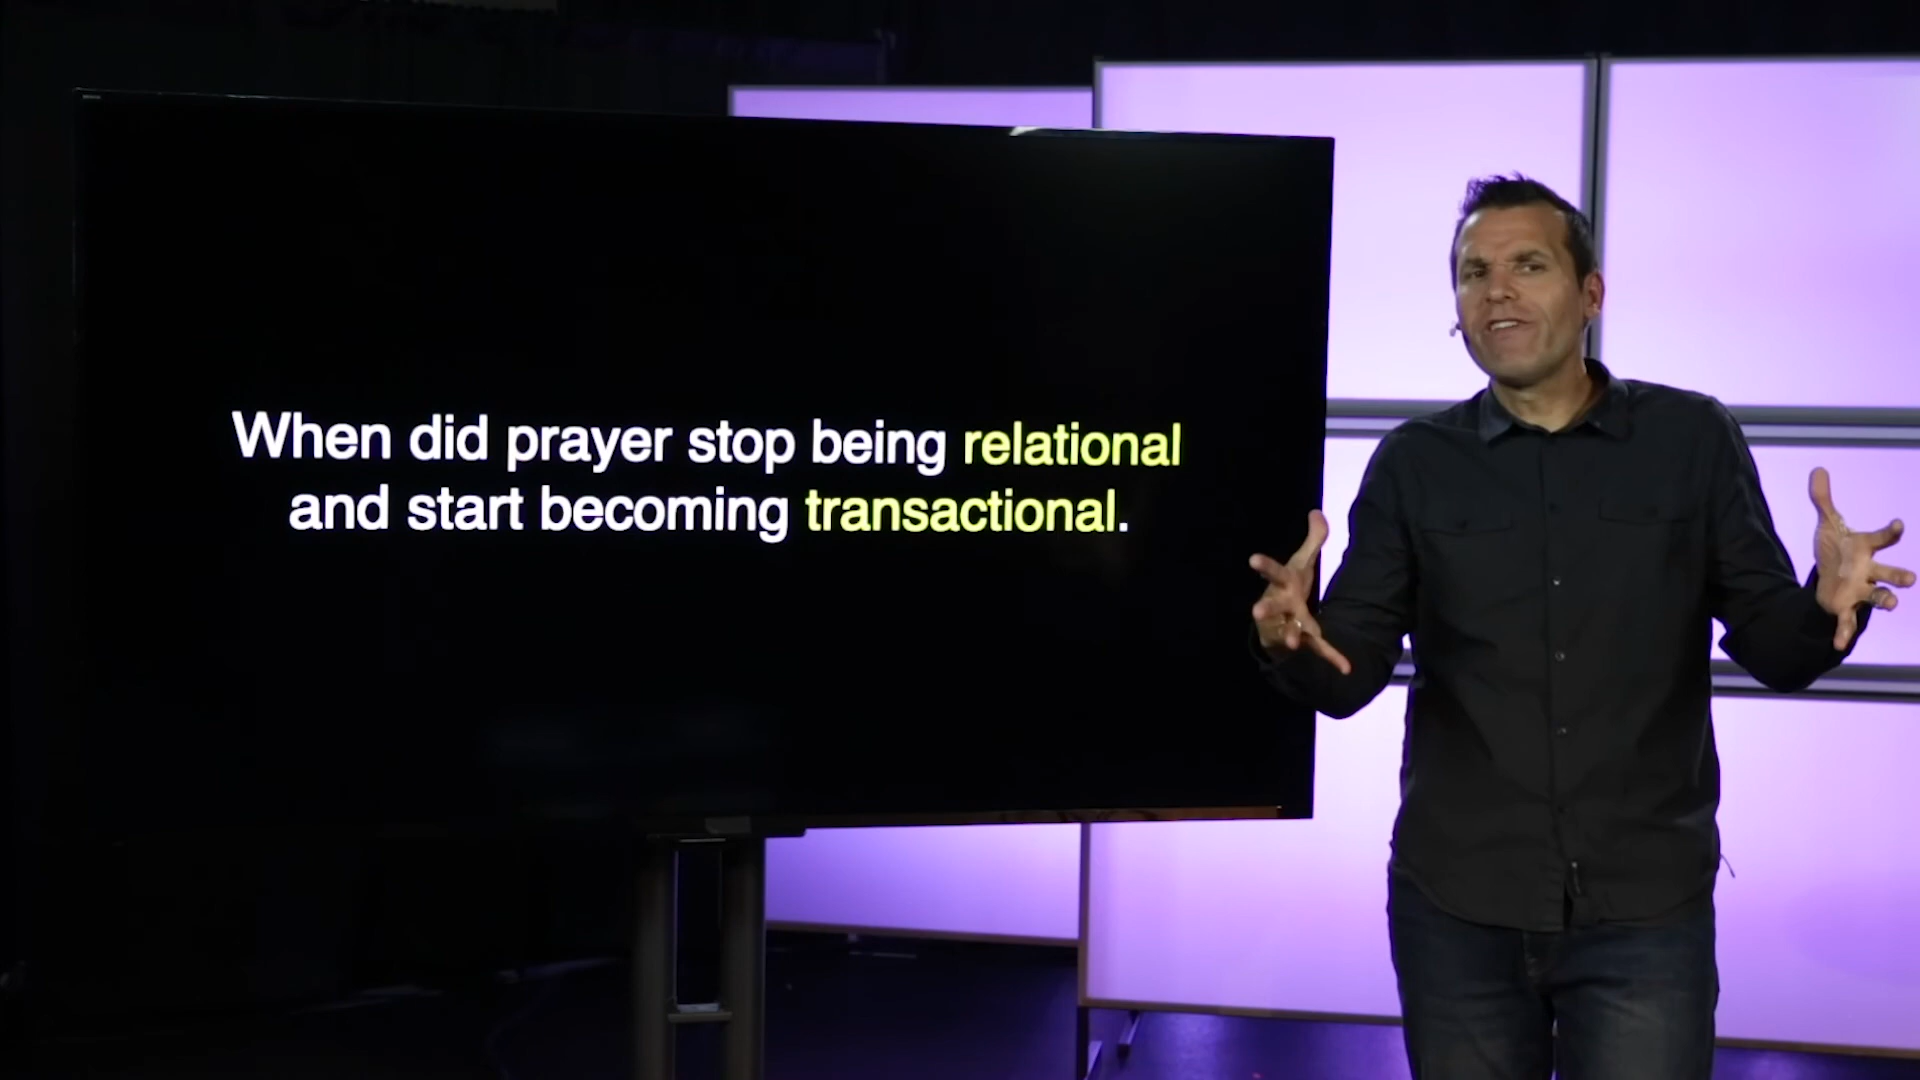 When did prayer stop being relational
and start becoming transactional.